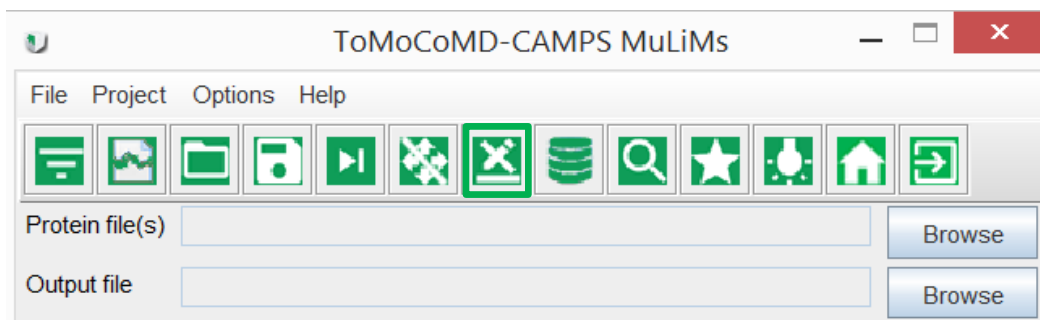 ToMoCoMD-CAMPS MuLiMs
File Project Options Help
Protein file(s) Browse
Output file Browse